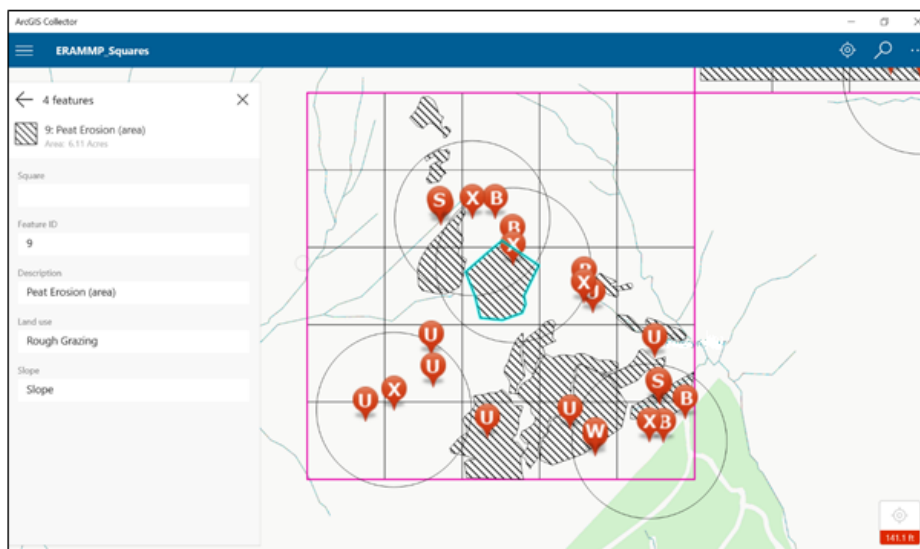 ArcGIS Collector
ERAMMP_Squares
4 features
9: Peat Erosion (area)
Area: 6.11 Acres
Square
Feature ID
9
Description
Peat Erosion (area)
Land use
Rough Grazing
Slope
Slope
S X B
B
X
B
X J
U
U
U
U X
S
B
U
U
W
X B
141.1 ft